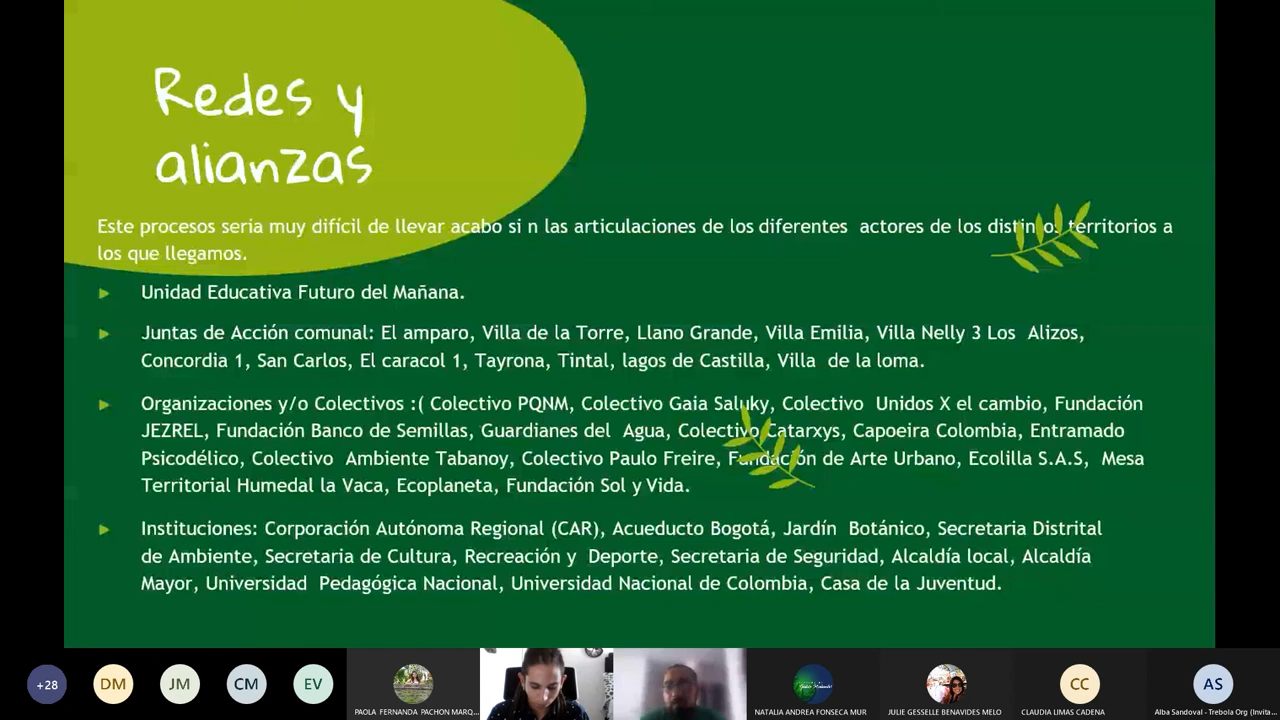 Redes y
alianzas
Este procesos seria muy difícil de llevar acabo si n las articulaciones de los diferentes actores de los distintos territorios a
los que llegamos.
Unidad Educativa Futuro del Mañana.
Juntas de Acción comunal: El amparo, Villa de la Torre, Llano Grande, Villa Emilia, Villa Nelly 3 Los Alizos,
Concordia 1, San Carlos, El caracol 1, Tayrona, Tintal, lagos de Castilla, Villa de la loma.
Organizaciones y/o Colectivos :( Colectivo PQNM, Colectivo Gaia Saluky, Colectivo Unidos X el cambio, Fundación
JEZREL, Fundación Banco de Semillas, Guardianes del Agua, Colectivo Catarxys, Capoeira Colombia, Entramado
Psicodélico, Colectivo Ambiente Tabanoy, Colectivo Paulo Freire, Fundación de Arte Urbano, Ecolilla S.A.S, Mesa
Territorial Humedal la Vaca, Ecoplaneta, Fundación Sol y Vida.
Instituciones: Corporación Autónoma Regional (CAR), Acueducto Bogotá, Jardín Botánico, Secretaria Distrital
de Ambiente, Secretaria de Cultura, Recreación y Deporte, Secretaria de Seguridad, Alcaldía local, Alcaldía
Mayor, Universidad Pedagógica Nacional, Universidad Nacional de Colombia, Casa de la Juventud.
+28 DM JM CM EV CC AS
PAOLA FERNANDA PACHON MARQ... NATALIA ANDREA FONSECA MUR JULIE GESSELLE BENAVIDES MELO CLAUDIA LIMAS CADENA Alba Sandoval - Trebola Org (Invita...